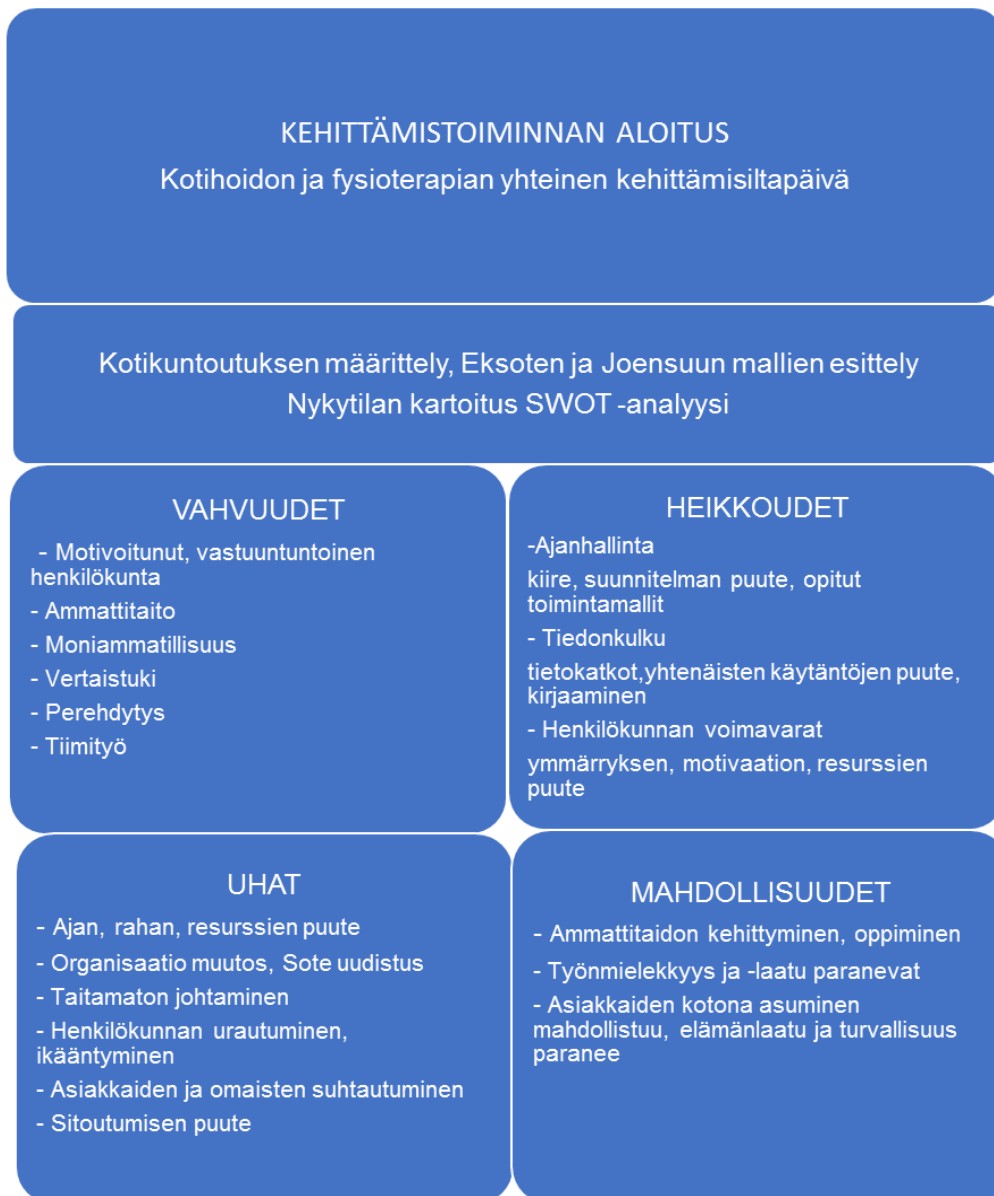 KEHITTÄMISTOIMINNAN ALOITUS
Kotihoidon ja fysioterapian yhteinen kehittämisiltapäivä
Kotikuntoutuksen määrittely, Eksoten ja Joensuun mallien esittely
Nykytilan kartoitus SWOT -analyysi
VAHVUUDET
- Motivoitunut, vastuuntuntoinen
henkilökunta
- Ammattitaito
- Moniammatillisuus
- Vertaistuki
- Perehdytys
- Tiimityö
HEIKKOUDET
-Ajanhallinta
kiire, suunnitelman puute, opitut
toimintamallit
- Tiedonkulku
tietokatkot,yhtenäisten käytäntöjen puute,
kirjaaminen
- Henkilökunnan voimavarat
ymmärryksen, motivaation, resurssien
puute
UHAT
- Ajan, rahan, resurssien puute
- Organisaatio muutos, Sote uudistus
- Taitamaton johtaminen
- Henkilökunnan urautuminen,
ikääntyminen
- Asiakkaiden ja omaisten suhtautuminen
- Sitoutumisen puute
MAHDOLLISUUDET
- Ammattitaidon kehittyminen, oppiminen
- Työnmielekkyys ja -laatu paranevat
- Asiakkaiden kotona asuminen
mahdollistuu, elämänlaatu ja turvallisuus
paranee